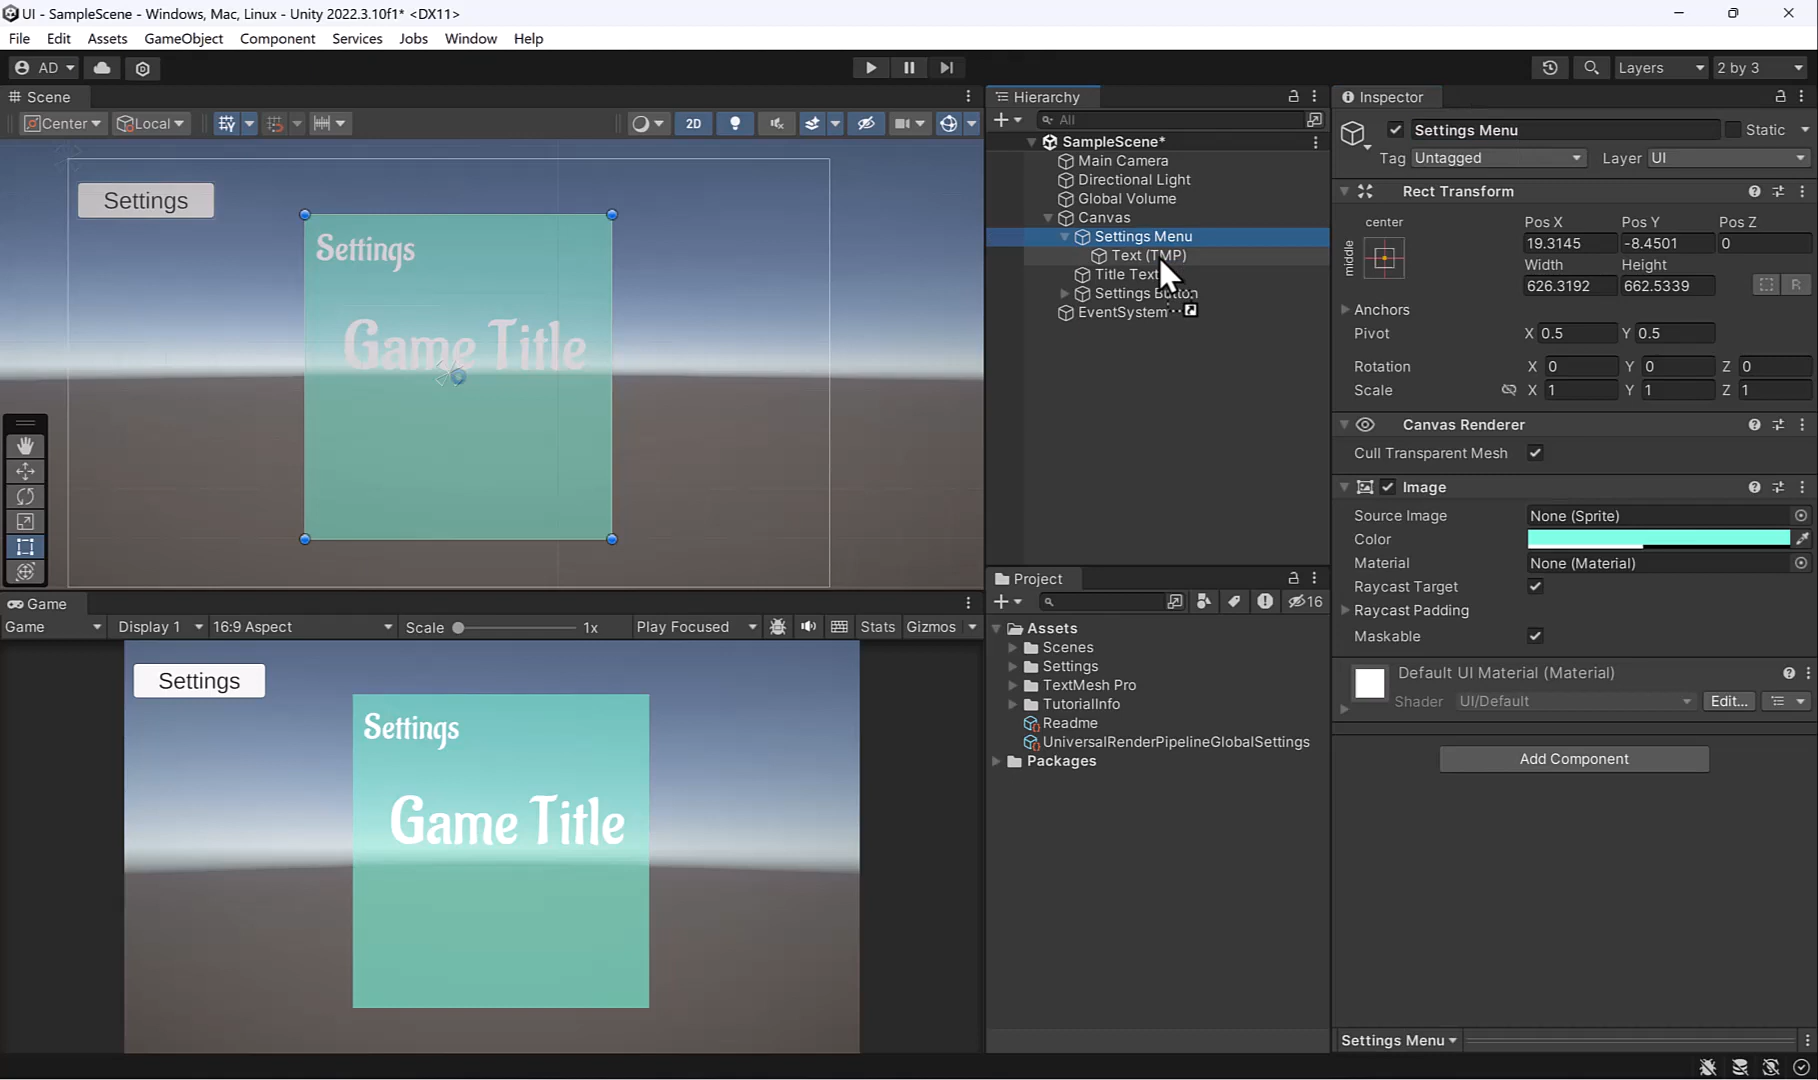 UI - SampleScene - Windows, Mac, Linux - Unity 2022.3.10f1* <DX11>
File Edit Assets GameObject Component Services Jobs Window Help
AD
Layers
2 by 3
Scene
Center
Local
2D
Settings
Settings
Game Title
Game
Game
Display 1
16:9 Aspect
Scale
1x
Play Focused
Stats
Gizmos
Settings
Settings
Game Title
Hierarchy
All
SampleScene*
Main Camera
Directional Light
Global Volume
Canvas
Settings Menu
Text (TMP)
Title Text
Settings Button
EventSystem
Project
16
Assets
Scenes
Settings
TextMesh Pro
TutorialInfo
Readme
UniversalRenderPipelineGlobalSettings
Packages
Inspector
Settings Menu
Static
Tag Untagged
Layer UI
Rect Transform
center
middle
Pos X Pos Y Pos Z
19.3145 -8.4501 0
Width Height
626.3192 662.5339
R
Anchors
Pivot X 0.5 Y 0.5
Rotation X 0 Y 0 Z 0
Scale X 1 Y 1 Z 1
Canvas Renderer
Cull Transparent Mesh
Image
Source Image None (Sprite)
Color
Material None (Material)
Raycast Target
Raycast Padding
Maskable
Default UI Material (Material)
Shader UI/Default Edit...
Add Component
Settings Menu